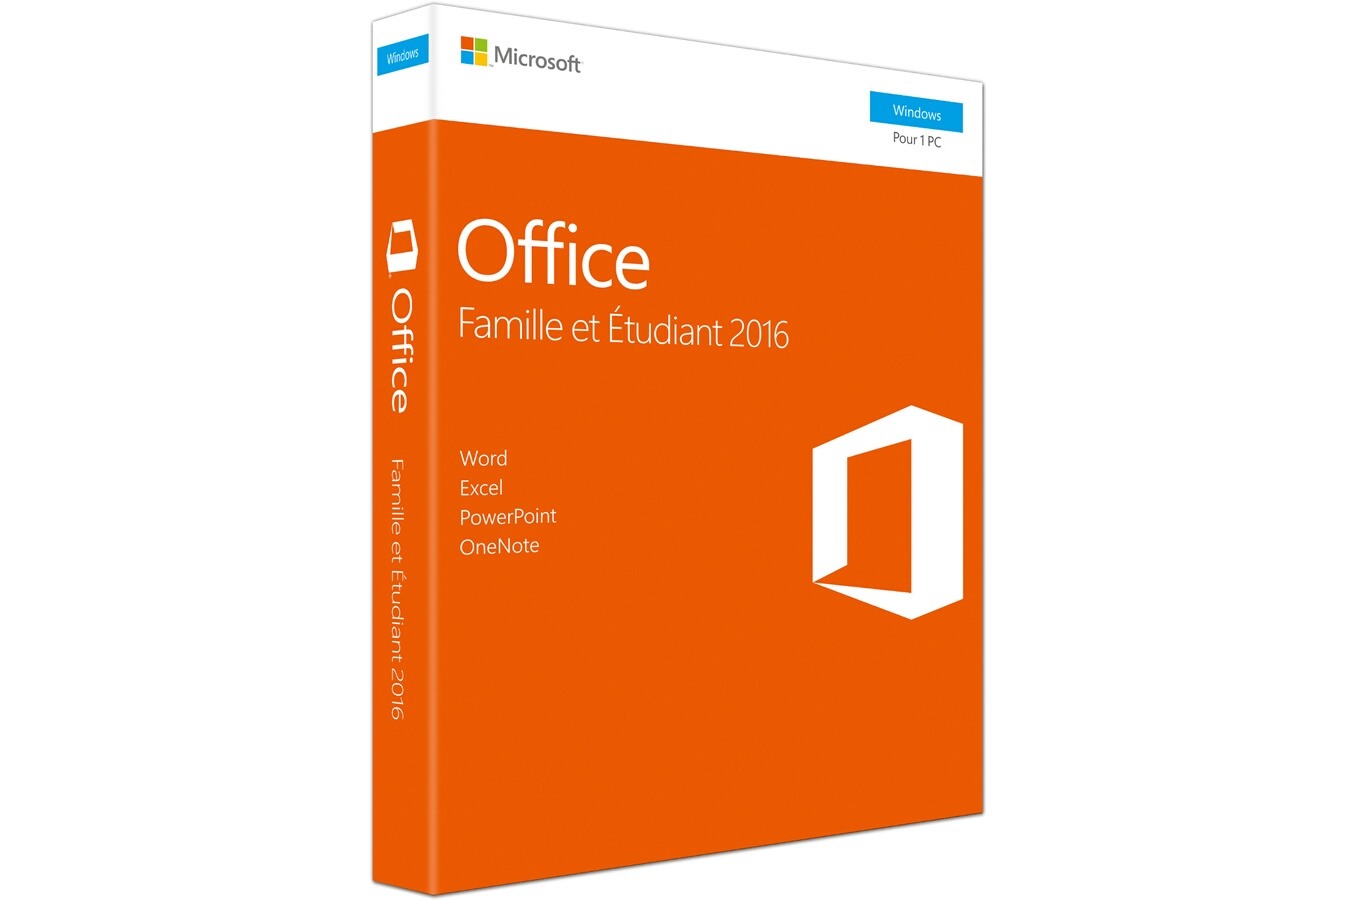 Windows
Microsoft
Windows
Pour 1 PC
Office
Famille et Étudiant 2016
Word
Excel
PowerPoint
OneNote
Office
Famille et Étudiant 2016